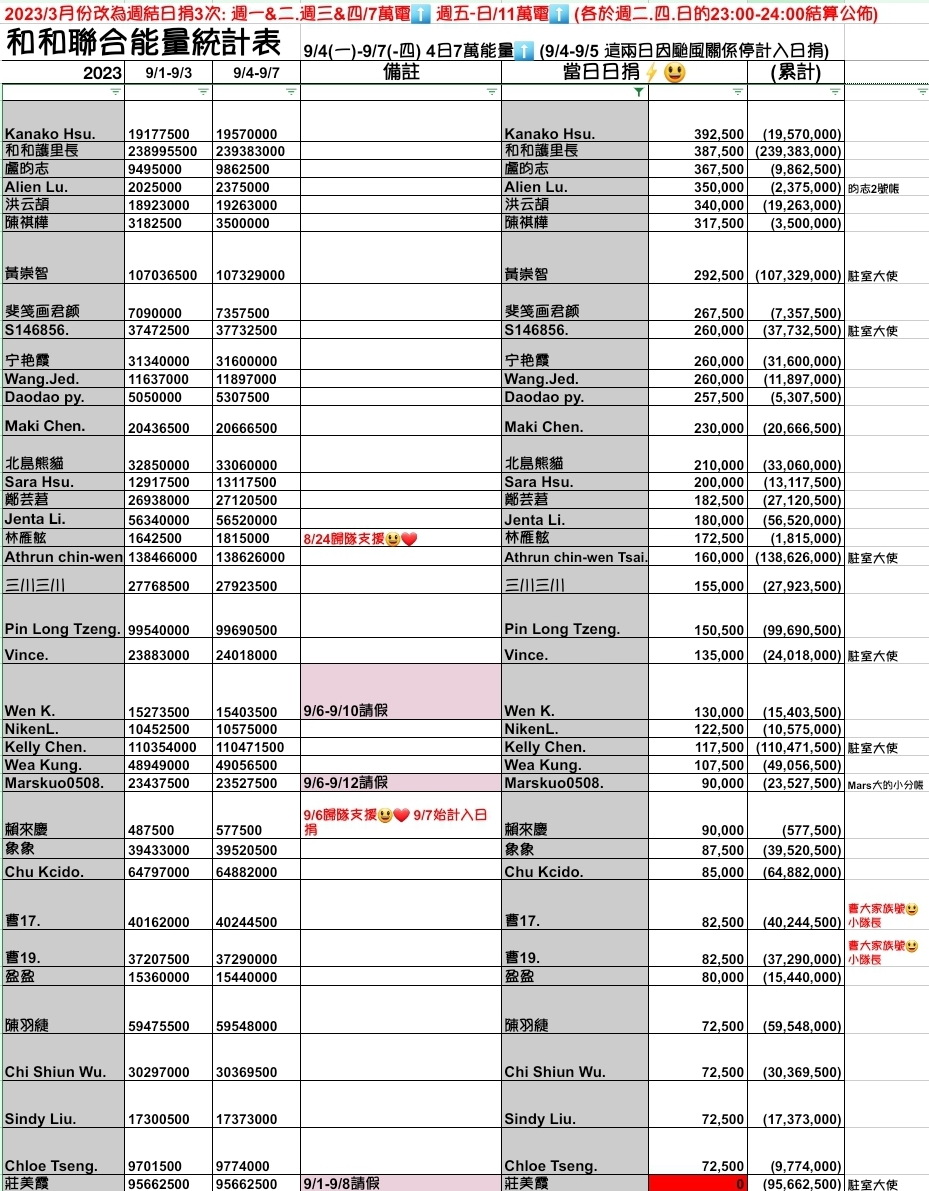 2023/3月份改為週結日捐3次: 週一&二.週三&四/7萬電⬆️ 週五-日/11萬電⬆️ (各於週二.四.日的23:00-24:00結算公佈)
和和聯合能量統計表 9/4(一)-9/7(-四) 4日7萬能量⬆️ (9/4-9/5 這兩日因颱風關係停計入日捐)
2023 9/1-9/3 9/4-9/7 備註 當日日捐⚡😃 (累計)
Kanako Hsu. 19177500 19570000 Kanako Hsu. 392,500 (19,570,000)
和和護里長 238995500 239383000 和和護里長 387,500 (239,383,000)
盧昀志 9495000 9862500 盧昀志 367,500 (9,862,500)
Alien Lu. 2025000 2375000 Alien Lu. 350,000 (2,375,000) 昀志2號帳
洪云頡 18923000 19263000 洪云頡 340,000 (19,263,000)
陳祺樺 3182500 3500000 陳祺樺 317,500 (3,500,000)
黃崇智 107036500 107329000 黃崇智 292,500 (107,329,000) 駐室大使
斐笺画君颜 7090000 7357500 斐笺画君颜 267,500 (7,357,500)
S146856. 37472500 37732500 S146856. 260,000 (37,732,500) 駐室大使
宁艳霞 31340000 31600000 宁艳霞 260,000 (31,600,000)
Wang.Jed. 11637000 11897000 Wang.Jed. 260,000 (11,897,000)
Daodao py. 5050000 5307500 Daodao py. 257,500 (5,307,500)
Maki Chen. 20436500 20666500 Maki Chen. 230,000 (20,666,500)
北島熊貓 32850000 33060000 北島熊貓 210,000 (33,060,000)
Sara Hsu. 12917500 13117500 Sara Hsu. 200,000 (13,117,500)
鄭芸莙 26938000 27120500 鄭芸莙 182,500 (27,120,500)
Jenta Li. 56340000 56520000 Jenta Li. 180,000 (56,520,000)
林雁舷 1642500 1815000 8/24歸隊支援😃❤️ 林雁舷 172,500 (1,815,000)
Athrun chin-wen 138466000 138626000 Athrun chin-wen Tsai. 160,000 (138,626,000) 駐室大使
三川三川 27768500 27923500 三川三川 155,000 (27,923,500)
Pin Long Tzeng. 99540000 99690500 Pin Long Tzeng. 150,500 (99,690,500)
Vince. 23883000 24018000 Vince. 135,000 (24,018,000) 駐室大使
Wen K. 15273500 15403500 9/6-9/10請假 Wen K. 130,000 (15,403,500)
NikenL. 10452500 10575000 NikenL. 122,500 (10,575,000)
Kelly Chen. 110354000 110471500 Kelly Chen. 117,500 (110,471,500) 駐室大使
Wea Kung. 48949000 49056500 Wea Kung. 107,500 (49,056,500)
Marskuo0508. 23437500 23527500 9/6-9/12請假 Marskuo0508. 90,000 (23,527,500) Mars大的小分帳
9/6歸隊支援😃❤️ 9/7始計入日
賴來慶 487500 577500 捐 賴來慶 90,000 (577,500)
象象 39433000 39520500 象象 87,500 (39,520,500)
Chu Kcido. 64797000 64882000 Chu Kcido. 85,000 (64,882,000)
曹大家族號😃
曹17. 40162000 40244500 曹17. 82,500 (40,244,500) 小隊長
曹大家族號😃
曹19. 37207500 37290000 曹19. 82,500 (37,290,000) 小隊長
盈盈 15360000 15440000 盈盈 80,000 (15,440,000)
陳羽緁 59475500 59548000 陳羽緁 72,500 (59,548,000)
Chi Shiun Wu. 30297000 30369500 Chi Shiun Wu. 72,500 (30,369,500)
Sindy Liu. 17300500 17373000 Sindy Liu. 72,500 (17,373,000)
Chloe Tseng. 9701500 9774000 Chloe Tseng. 72,500 (9,774,000)
莊美霞 95662500 95662500 9/1-9/8請假 莊美霞 0 (95,662,500) 駐室大使